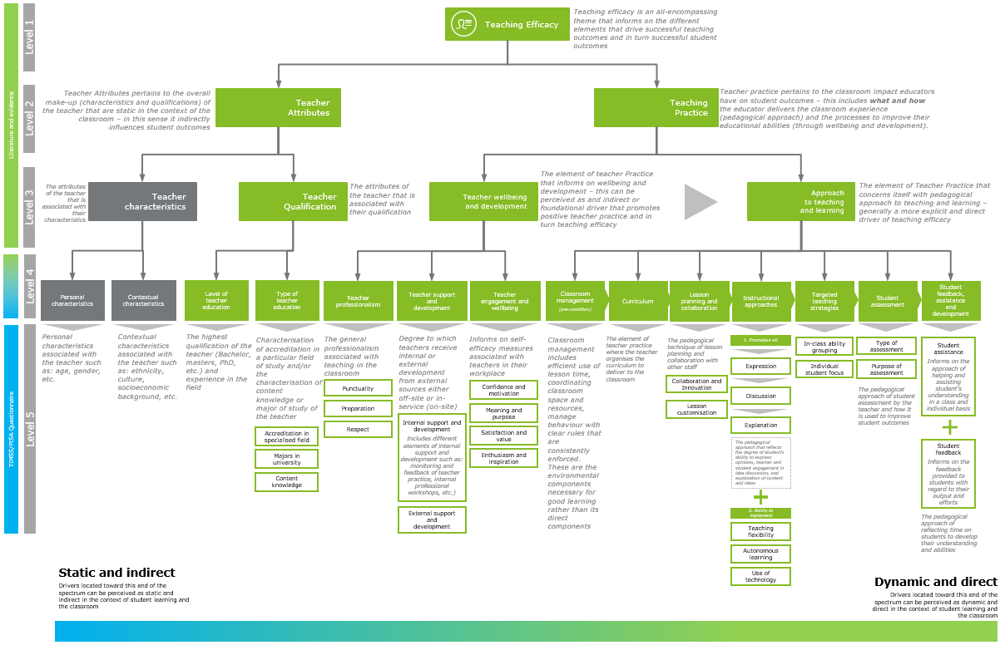 Teaching Efficacy
Teaching efficacy is an all-encompassing
theme that informs on the different
elements that drive successful teaching
outcomes and in turn successful student
outcomes
Level 1
Literature and evidence
Level 2
Teacher Attributes pertains to the overall
make-up (characteristics and qualifications) of
the teacher that are static in the context of the
classroom – in this sense it indirectly
influences student outcomes
Teacher
Attributes
Teaching
Practice
Teacher practice pertains to the classroom impact educators
have on student outcomes – this includes what and how
the educator delivers the classroom experience
(pedagogical approach) and the processes to improve their
educational abilities (through wellbeing and development).
Level 3
The attributes
of the teacher
that is
associated with
their
characteristics
Teacher
characteristics
Teacher
Qualification
The attributes of
the teacher that is
associated with
their qualification
Teacher wellbeing
and development
The element of teacher Practice
that informs on wellbeing and
development – this can be
perceived as and indirect or
foundational driver that promotes
positive teacher practice and in
turn teaching efficacy
Approach
to teaching
and learning
The element of Teacher Practice that
concerns itself with pedagogical
approach to teaching and learning –
generally a more explicit and direct
driver of teaching efficacy
Level 4
Personal
characteristics
Contextual
characteristics
Level of
teacher
education
Type of
teacher
education
Teacher
professionalism
Teacher support
and
development
Teacher
engagement and
wellbeing
Classroom
management
(pre-condition)
Curriculum
Lesson
planning and
collaboration
Instructional
approaches
Targeted
teaching
strategies
Student
assessment
Student
feedback,
assistance
and
development
TIMSS/PISA Questionnaire
Level 5
Personal
characteristics
associated with
the teacher such
as: age, gender,
etc.
Contextual
characteristics
associated with
the teacher such
as: ethnicity,
culture,
socioeconomic
background, etc.
The highest
qualification of the
teacher (Bachelor,
masters, PhD,
etc.) and
experience in the
field
Characterisation
of accreditation in
a particular field
of study and/or
the
characterisation of
content
knowledge or
major of study of
the teacher
Accreditation in
specialised field
Majors in
university
Content
knowledge
The general
professionalism
associated with
teaching in the
classroom
Punctuality
Preparation
Respect
Degree to which
teachers receive
internal or
external
development
from external
sources either
off-site or in-
service (on-site)
Internal support and
development
Includes different
elements of internal
support and
development such as:
monitoring and
feedback of teacher
practice, internal
professional
workshops, etc.)
External support
and
development
Informs on self-
efficacy measures
associated with
teachers in their
workplace
Confidence and
motivation
Meaning and
purpose
Satisfaction and
value
Enthusiasm and
inspiration
Classroom
management
includes
efficient use of
lesson time,
coordinating
classroom
space and
resources,
manage
behaviour with
clear rules that
are
consistently
enforced.
These are the
environmental
components
necessary for
good learning
rather than its
direct
components
The element of
teacher practice
where the teacher
organises the
curriculum to
deliver to the
classroom
The pedagogical
technique of lesson
planning and
collaboration with
other staff
Collaboration and
Innovation
Lesson
customisation
1. Promotion of:
Expression
Discussion
Explanation
The pedagogical
approach that reflects
the degree of student's
ability to express
opinions, teacher and
student engagement in
idea discussion, and
explanation of content
and ideas
2. Ability to
implement
Teaching
flexibility
Autonomous
learning
Use of
technology
In-class ability
grouping
Individual
student focus
Type of
assessment
Purpose of
assessment
The pedagogical
approach of student
assessment by the
teacher and how it is
used to improve
student outcomes
Student
assistance
Informs on the
approach of
helping and
assisting
student's
understanding
in a class and
individual basis
Student
feedback
Informs on the
feedback
provided to
students with
regard to their
output and
efforts
The pedagogical
approach of
reflecting time on
students to develop
their understanding
and abilities
Static and indirect
Drivers located toward this end of the
spectrum can be perceived as static and
indirect in the context of student learning and
the classroom
Dynamic and direct
Drivers located toward this end of the
spectrum can be perceived as dynamic and
direct in the context of student learning and
the classroom